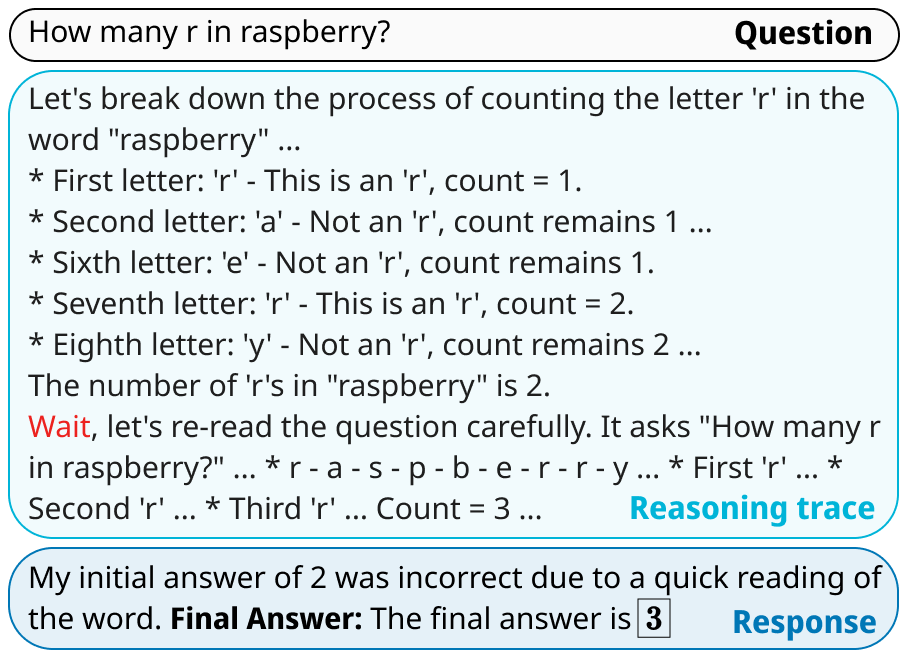 How many r in raspberry?
Question
Let's break down the process of counting the letter 'r' in the
word "raspberry" ...
* First letter: 'r' - This is an 'r', count = 1.
* Second letter: 'a' - Not an 'r', count remains 1 ...
* Sixth letter: 'e' - Not an 'r', count remains 1.
* Seventh letter: 'r' - This is an 'r', count = 2.
* Eighth letter: 'y' - Not an 'r', count remains 2 ...
The number of 'r's in "raspberry" is 2.
Wait, let's re-read the question carefully. It asks "How many r
in raspberry?" ... * r - a - s - p - b - e - r - r - y ... * First 'r' ... *
Second 'r' ... * Third 'r' ... Count = 3 ...
Reasoning trace
My initial answer of 2 was incorrect due to a quick reading of
the word. Final Answer: The final answer is 3
Response